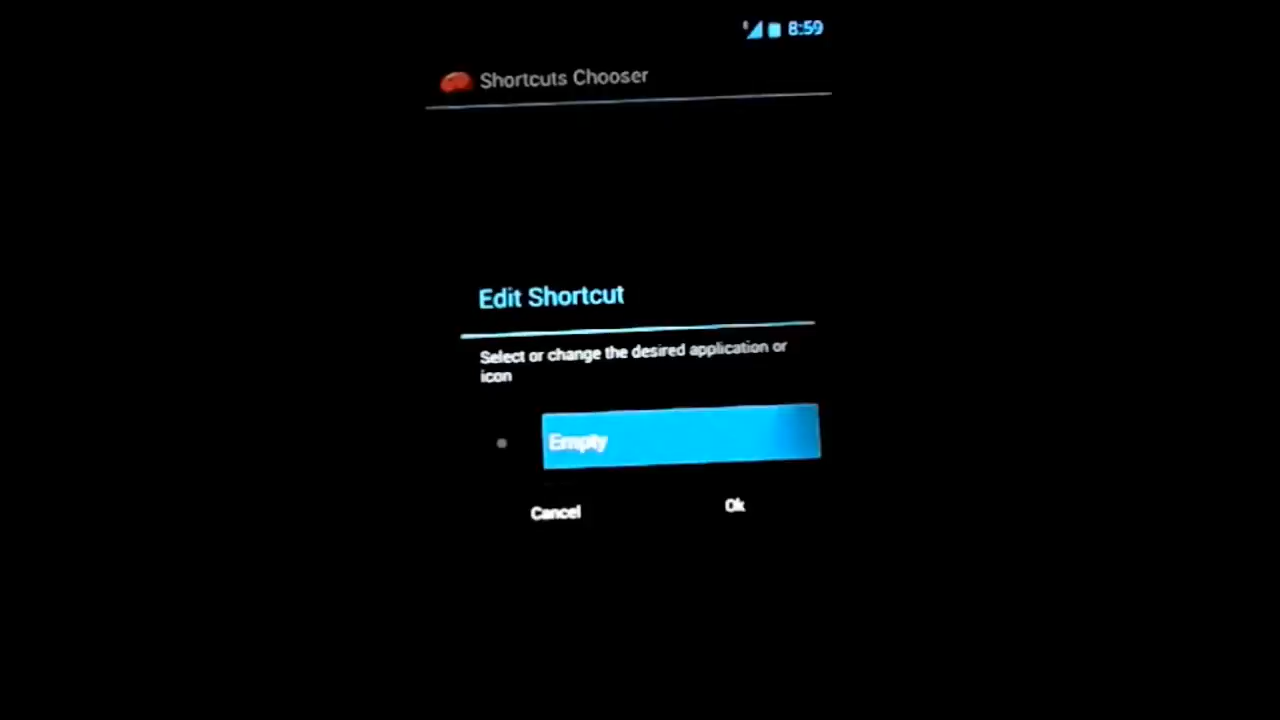 8:59
Shortcuts Chooser
Edit Shortcut
Select or change the desired application or
icon
Empty
Cancel
Ok